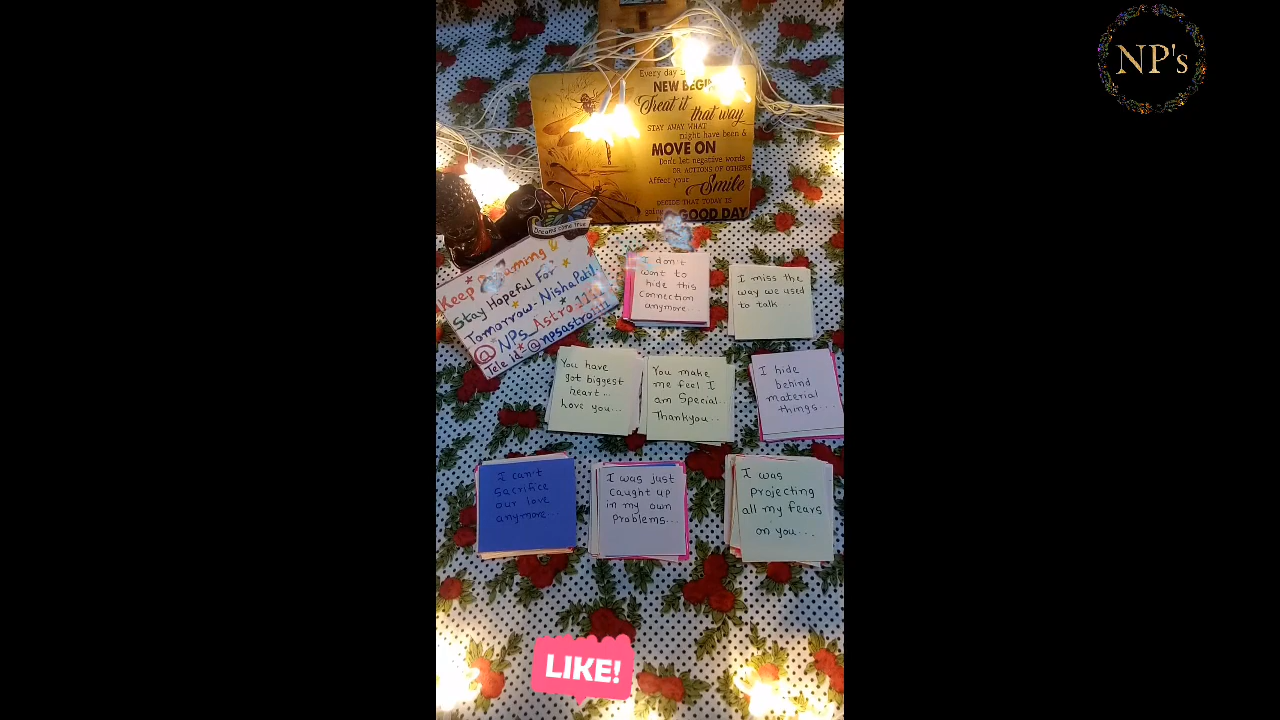 NP's
Every day
NEW
Treat it
that way
STAY AWAY WHAT
might have been &
MOVE ON
Don't let negative words
OR ACTIONS OF OTHERS
Affect your
Smile
DECIDE THAT TODAY IS
going
GOOD DAY
Dreams come true
Keep
Stay Hopeful For
Tomorrow - Nisha Patil
@NPs_Astro1111
Tele id - @npsastro1111
I don't
want to
hide this
connection
anymore...
I miss the
way we used
to talk...
You have
got biggest
heart...
Love you...
You make
me feel I
am Special...
Thankyou...
I hide
behind
material
things...
I can't
sacrifice
our love
anymore...
I was just
caught up
in my own
problems...
I was
projecting
all my fears
on you...
LIKE!